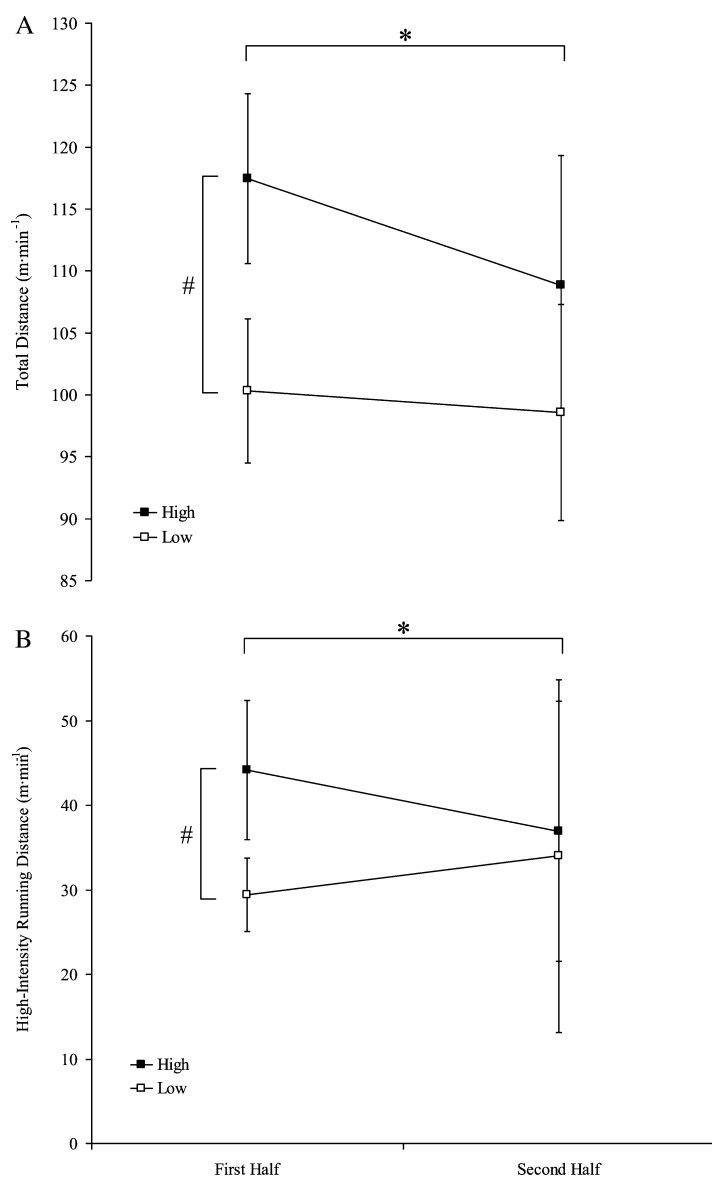 A
130
*
125
120
115
#
110
105
100
95
90
85
Total Distance (m·min⁻¹)
High
Low
B
60
*
50
40
#
30
20
10
0
High-Intensity Running Distance (m·min⁻¹)
High
Low
First Half Second Half